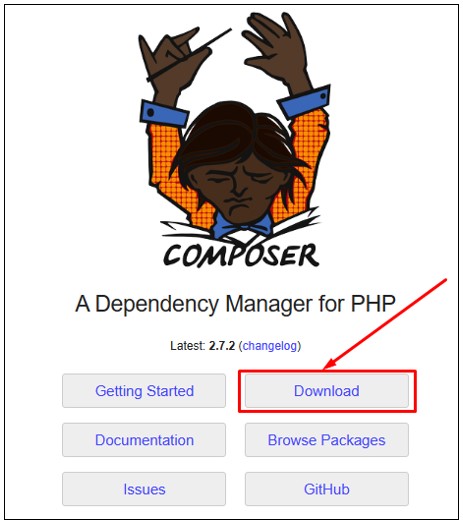 COMPOSER
A Dependency Manager for PHP
Latest: 2.7.2 (changelog)
Getting Started
Download
Documentation
Browse Packages
Issues
GitHub